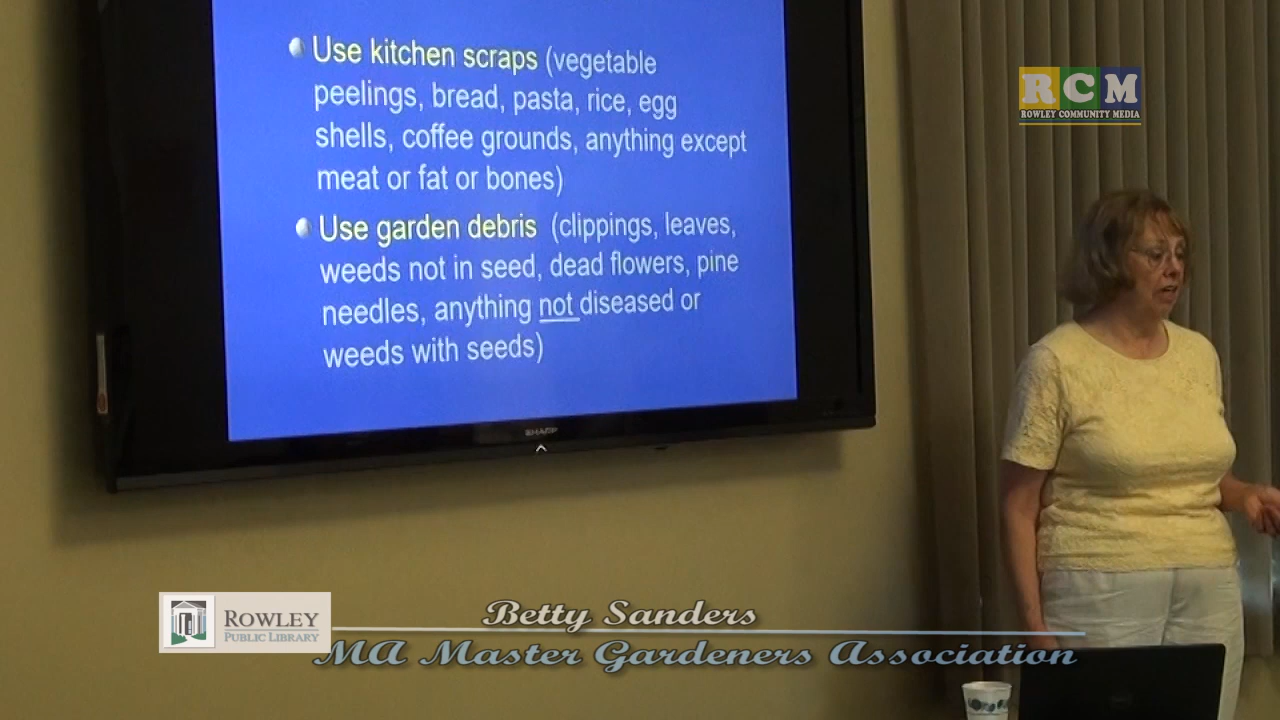 Use kitchen scraps (vegetable
peelings, bread, pasta, rice, egg
shells, coffee grounds, anything except
meat or fat or bones)
Use garden debris (clippings, leaves,
weeds not in seed, dead flowers, pine
needles, anything not diseased or
weeds with seeds)
SHARP
RCM
ROWLEY COMMUNITY MEDIA
ROWLEY
PUBLIC LIBRARY
Betty Sanders
MA Master Gardeners Association